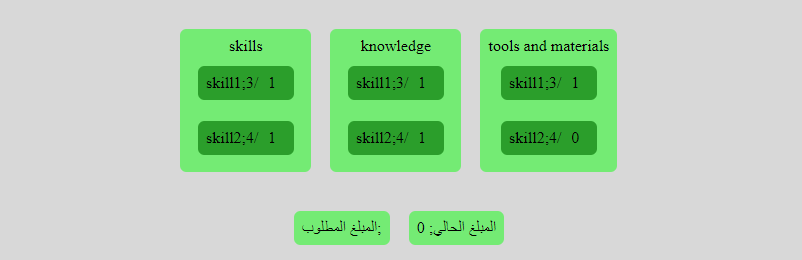 skills
skill1;3/ 1
skill2;4/ 1
knowledge
skill1;3/ 1
skill2;4/ 1
tools and materials
skill1;3/ 1
skill2;4/ 0
المبلغ المطلوب;
المبلغ الحالي; 0